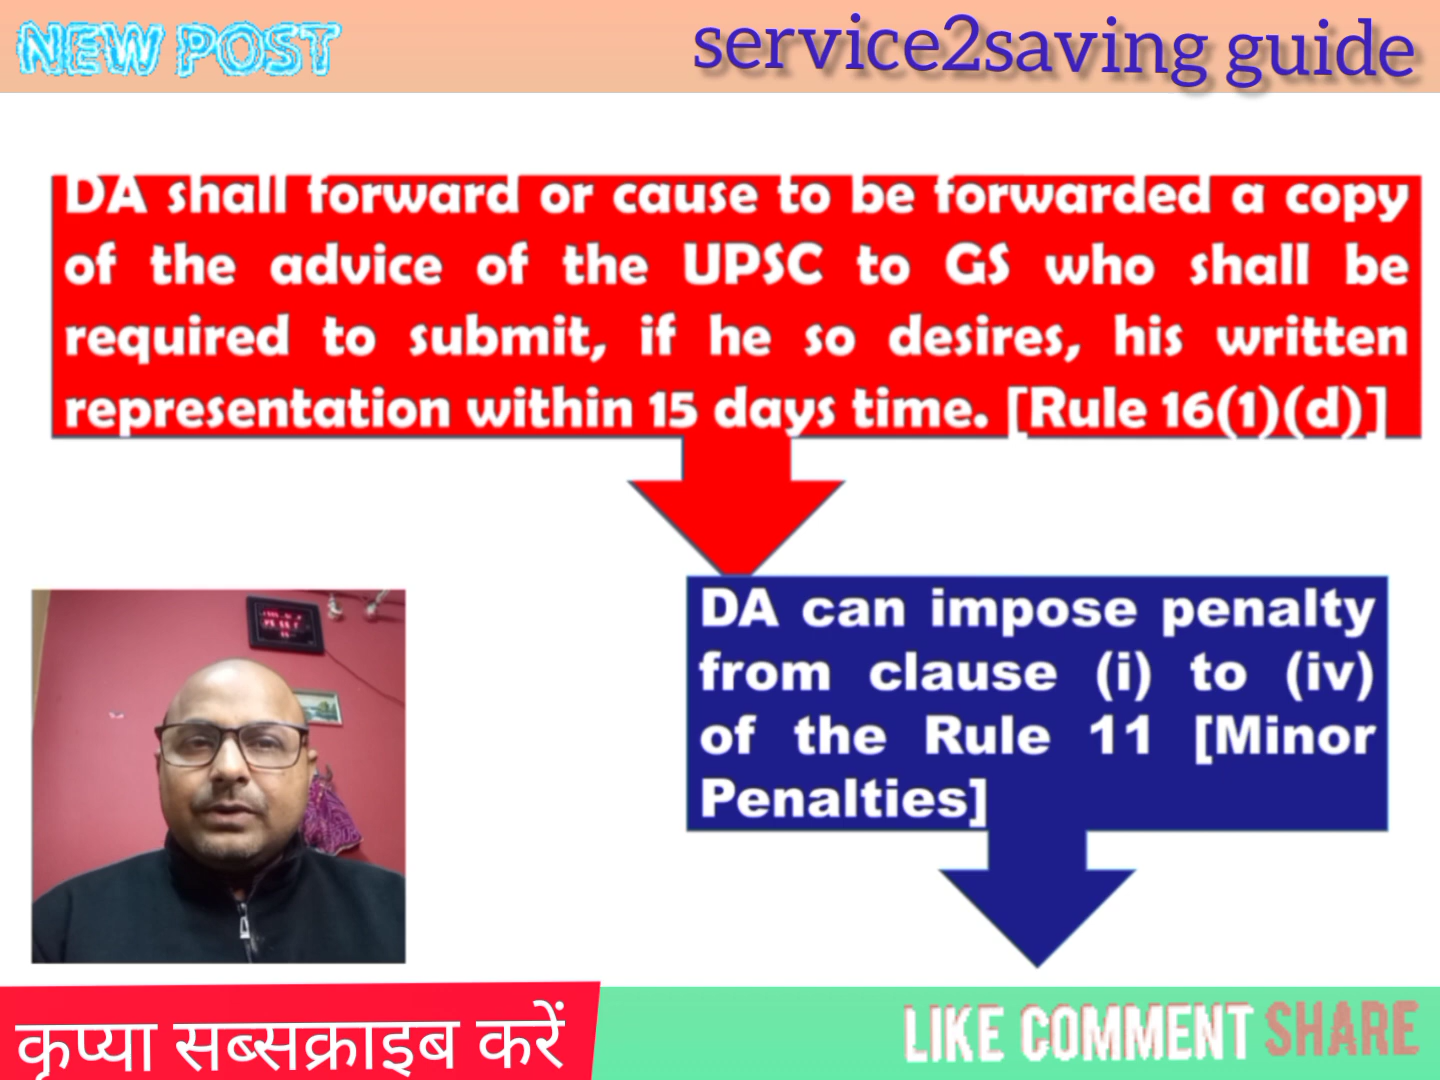 NEW POST
service2saving guide
DA shall forward or cause to be forwarded a copy
of the advice of the UPSC to GS who shall be
required to submit, if he so desires, his written
representation within 15 days time. [Rule 16(1)(d)]
DA can impose penalty
from clause (i) to (iv)
of the Rule 11 [Minor
Penalties]
कृप्या सब्सक्राइब करें
LIKE COMMENT SHARE